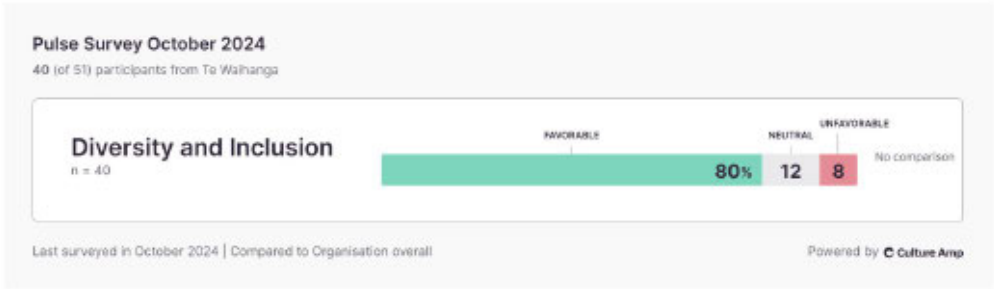 Pulse Survey October 2024
40 (of 51) participants from Te Waihanga
UNFAVORABLE
FAVORABLE
NEUTRAL
Diversity and Inclusion
80% 12 8
No comparison
n = 40
Last surveyed in October 2024 | Compared to Organisation overall
Powered by Culture Amp